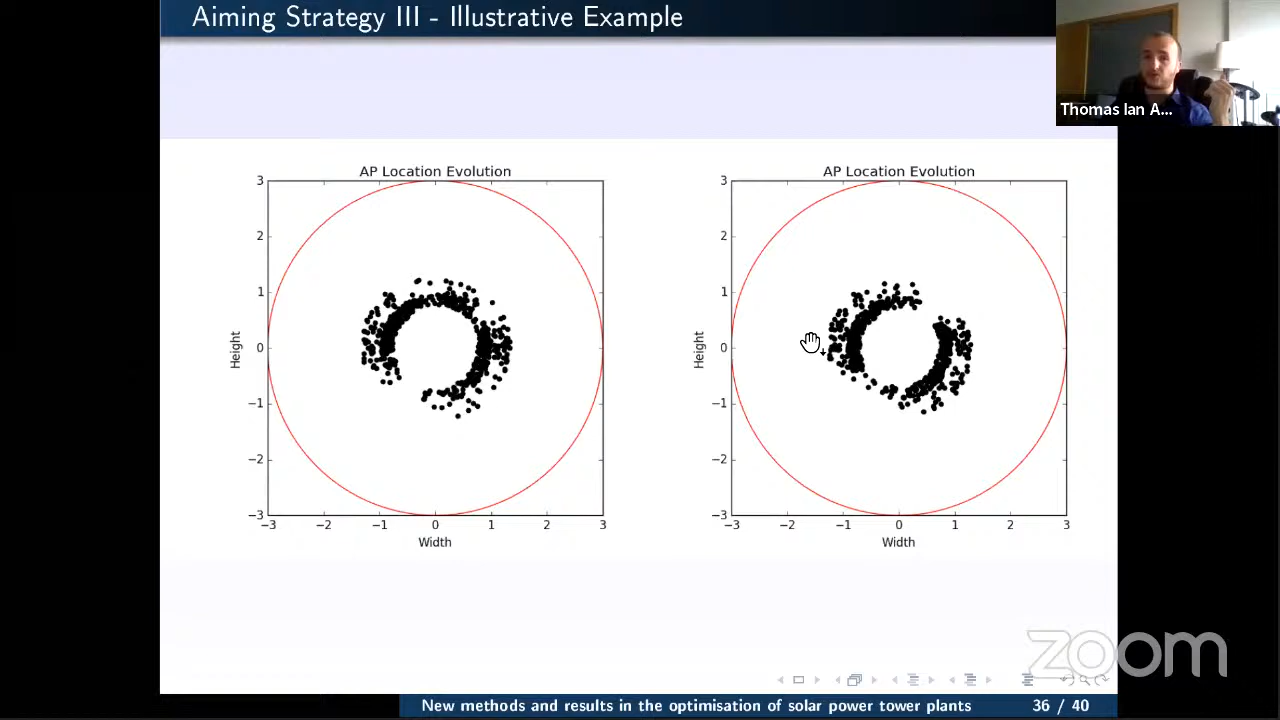 Aiming Strategy III - Illustrative Example
Thomas Ian A...
AP Location Evolution
3
2
1
0
−1
−2
−3
Height
−3 −2 −1 0 1 2 3
Width
AP Location Evolution
3
2
1
0
−1
−2
−3
Height
−3 −2 −1 0 1 2 3
Width
zoom
New methods and results in the optimisation of solar power tower plants 36 / 40